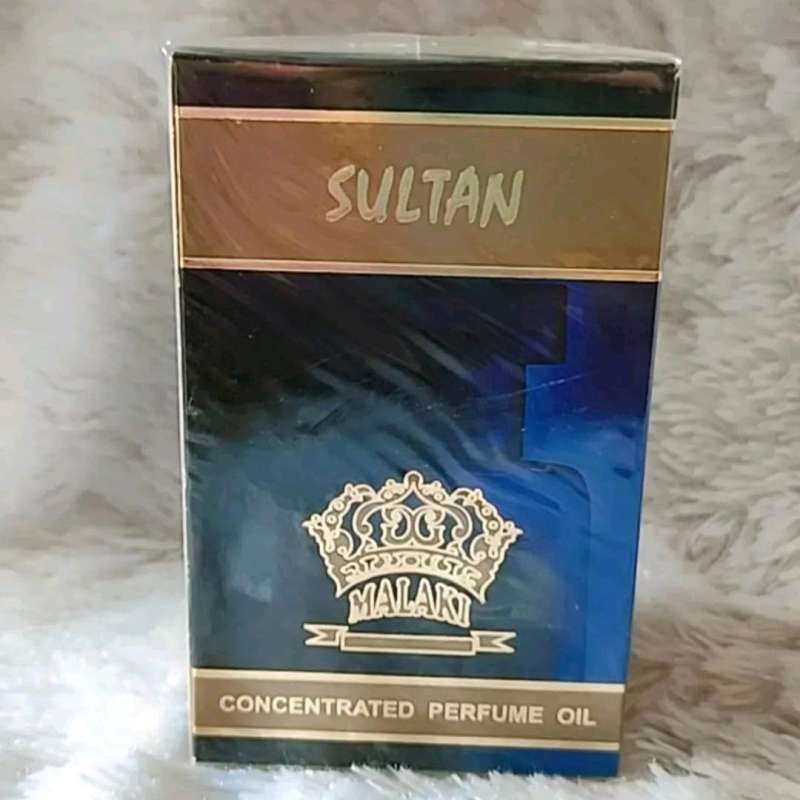 SULTAN
MALAKI
CONCENTRATED PERFUME OIL